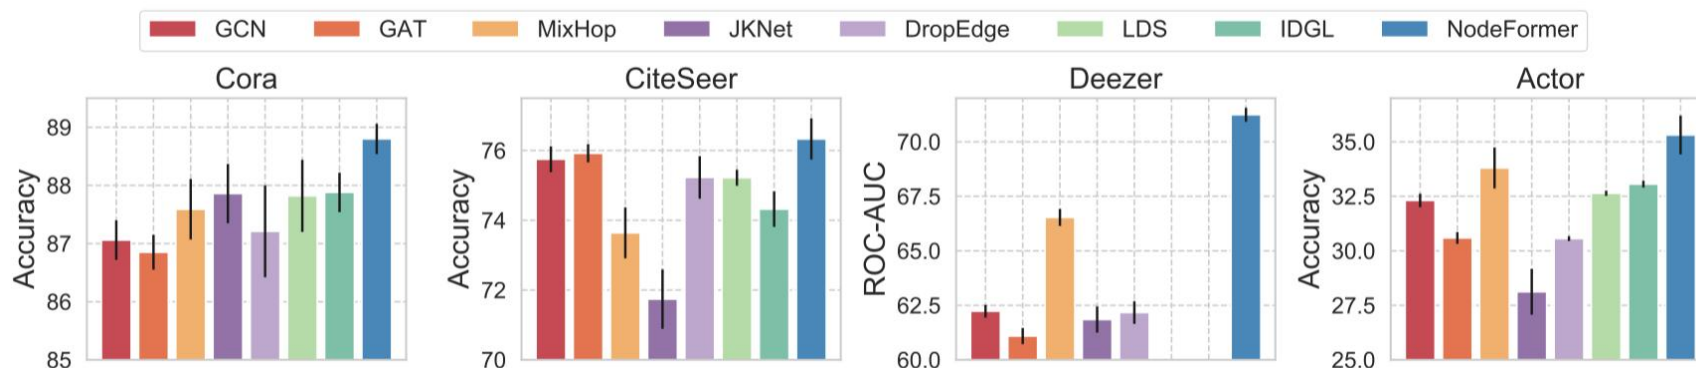 GCN GAT MixHop JKNet DropEdge LDS IDGL NodeFormer
Cora
Accuracy
89
88
87
86
85
CiteSeer
Accuracy
76
74
72
70
Deezer
ROC-AUC
70.0
67.5
65.0
62.5
60.0
Actor
Accuracy
35.0
32.5
30.0
27.5
25.0